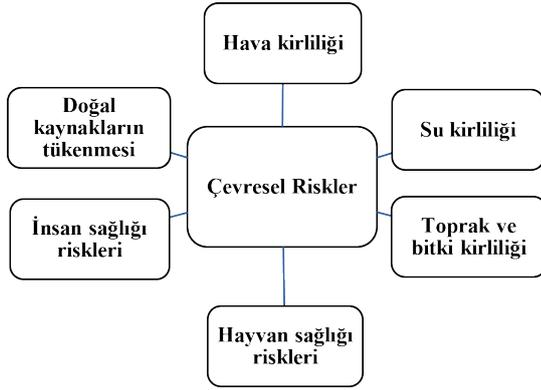 Hava kirliliği
Doğal
kaynakların
tükenmesi
Su kirliliği
Çevresel Riskler
İnsan sağlığı
riskleri
Toprak ve
bitki kirliliği
Hayvan sağlığı
riskleri